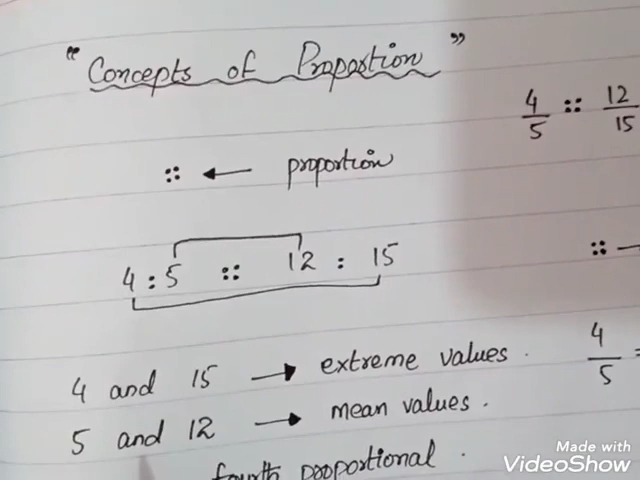 "Concepts of Proportion"
4/5 :: 12/15
:: ← proportion
4 : 5 :: 12 : 15
::
4 and 15 → extreme values.
4/5 =
5 and 12 → mean values.
fourth proportional.
Made with
VideoShow